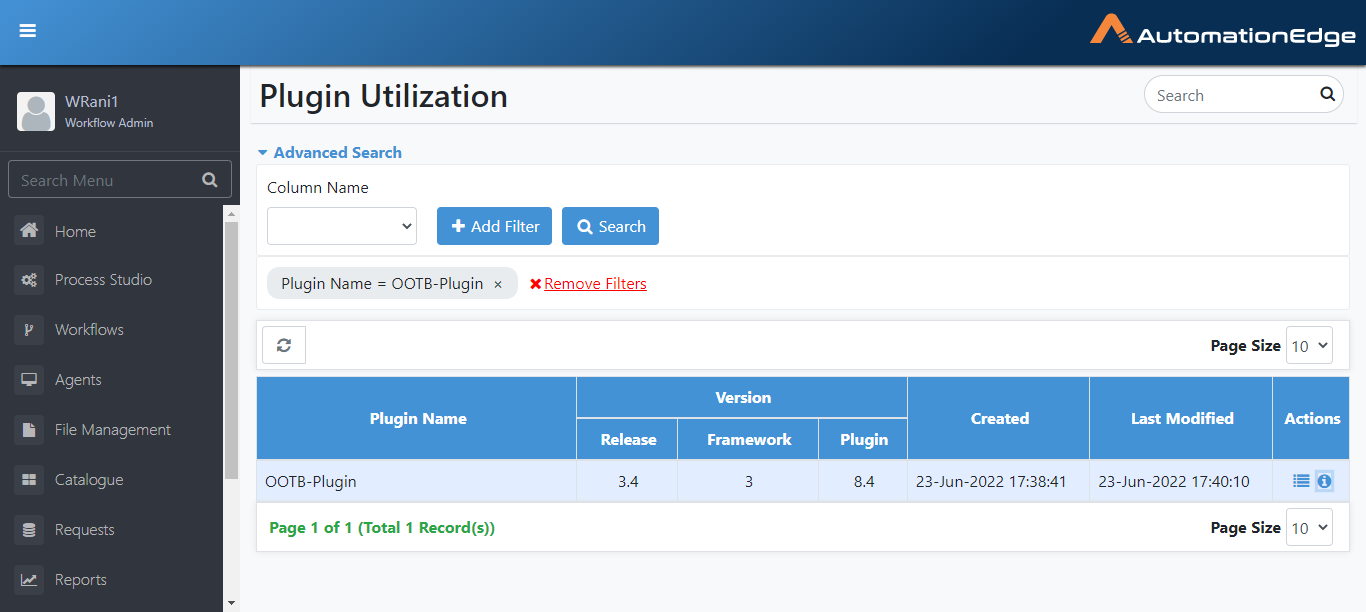 AutomationEdge
WRani1
Workflow Admin
Search Menu
Home
Process Studio
Workflows
Agents
File Management
Catalogue
Requests
Reports
Plugin Utilization
Search
Advanced Search
Column Name
Add Filter
Search
Plugin Name = OOTB-Plugin ×
Remove Filters
Page Size 10
Plugin Name
Version
Created
Last Modified
Actions
Release
Framework
Plugin
OOTB-Plugin 3.4 3 8.4 23-Jun-2022 17:38:41 23-Jun-2022 17:40:10
Page 1 of 1 (Total 1 Record(s))
Page Size 10